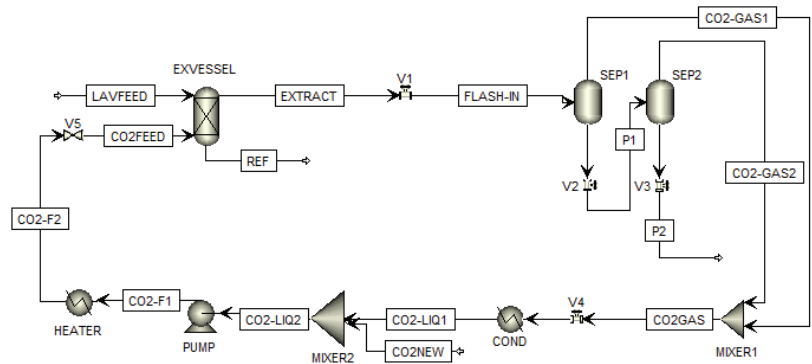 CO2-GAS1
EXVESSEL
SEP1
SEP2
V1
LAVFEED
EXTRACT
FLASH-IN
V5
CO2FEED
P1
REF
CO2-GAS2
V2
V3
CO2-F2
P2
V4
CO2-F1
CO2-LIQ2
CO2-LIQ1
CO2GAS
HEATER
COND
PUMP
CO2NEW
MIXER1
MIXER2